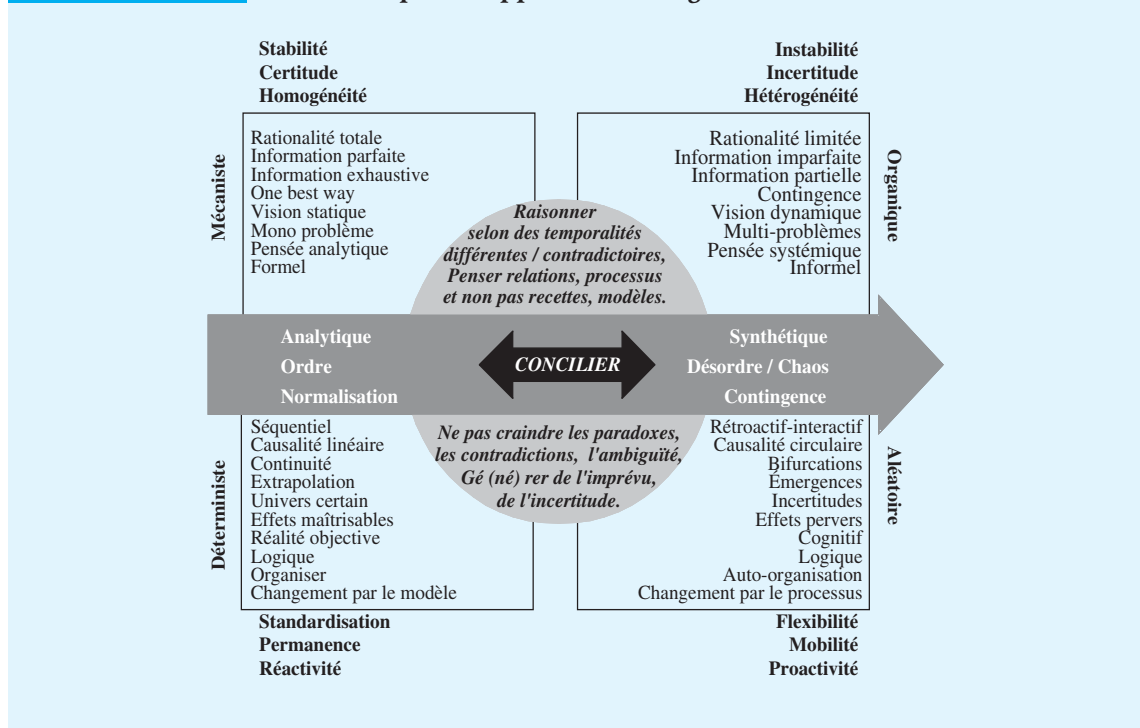 Stabilité
Certitude
Homogénéité
Instabilité
Incertitude
Hétérogénéité
Mécaniste
Rationalité totale
Information parfaite
Information exhaustive
One best way
Vision statique
Mono problème
Pensée analytique
Formel
Raisonner
selon des temporalités
différentes / contradictoires,
Penser relations, processus
et non pas recettes, modèles.
Rationalité limitée
Information imparfaite
Information partielle
Contingence
Vision dynamique
Multi-problèmes
Pensée systémique
Informel
Organique
Analytique
Ordre
Normalisation
CONCILIER
Synthétique
Désordre / Chaos
Contingence
Déterministe
Séquentiel
Causalité linéaire
Continuité
Extrapolation
Univers certain
Effets maîtrisables
Réalité objective
Logique
Organiser
Changement par le modèle
Ne pas craindre les paradoxes,
les contradictions, l'ambiguïté,
Gé (né) rer de l'imprévu,
de l'incertitude.
Rétroactif-interactif
Causalité circulaire
Bifurcations
Émergences
Incertitudes
Effets pervers
Cognitif
Logique
Auto-organisation
Changement par le processus
Aléatoire
Standardisation
Permanence
Réactivité
Flexibilité
Mobilité
Proactivité